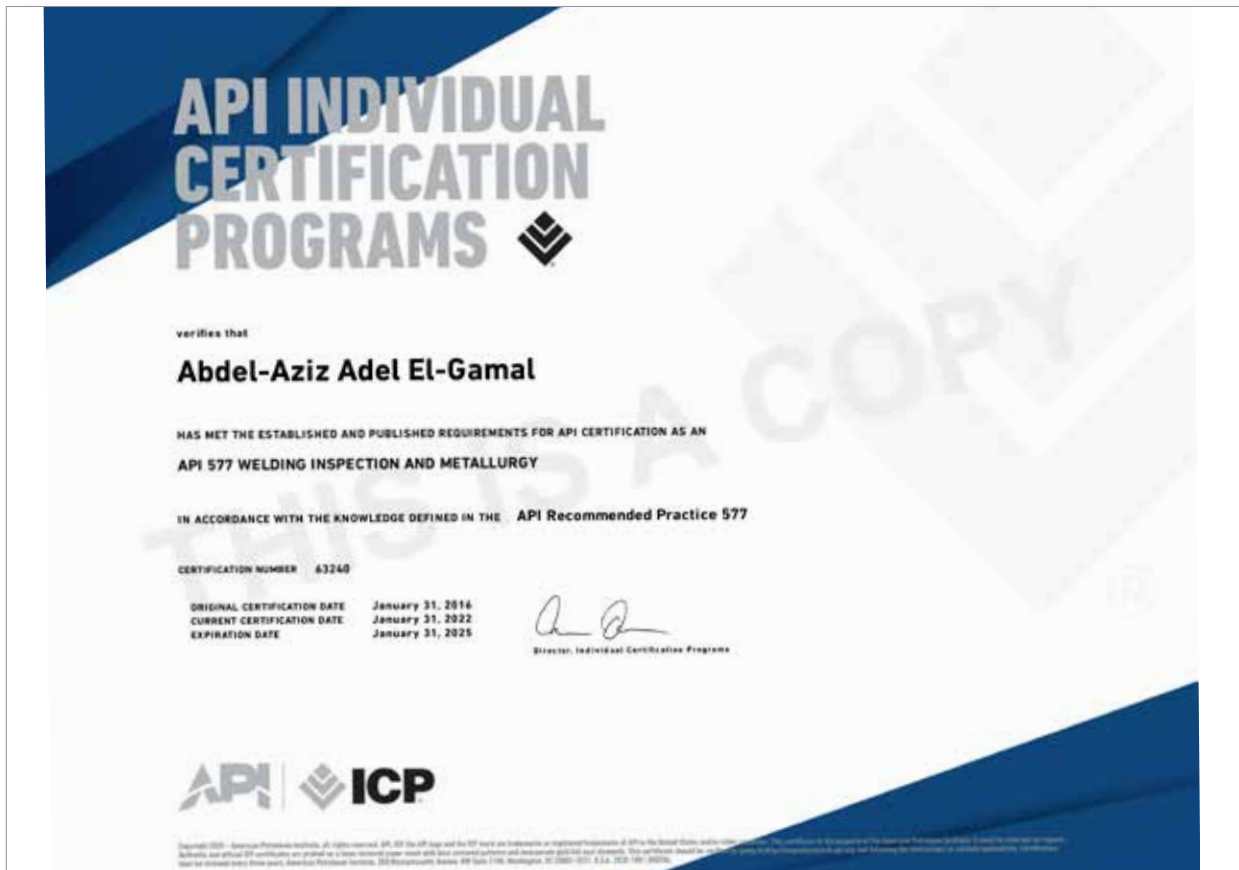 API INDIVIDUAL
CERTIFICATION
PROGRAMS
verifies that
Abdel-Aziz Adel El-Gamal
HAS MET THE ESTABLISHED AND PUBLISHED REQUIREMENTS FOR API CERTIFICATION AS AN
API 577 WELDING INSPECTION AND METALLURGY
IN ACCORDANCE WITH THE KNOWLEDGE DEFINED IN THE API Recommended Practice 577
CERTIFICATION NUMBER 63240
ORIGINAL CERTIFICATION DATE January 31, 2016
CURRENT CERTIFICATION DATE January 31, 2022
EXPIRATION DATE January 31, 2025
Director, Individual Certification Programs
THIS IS A COPY
API ICP